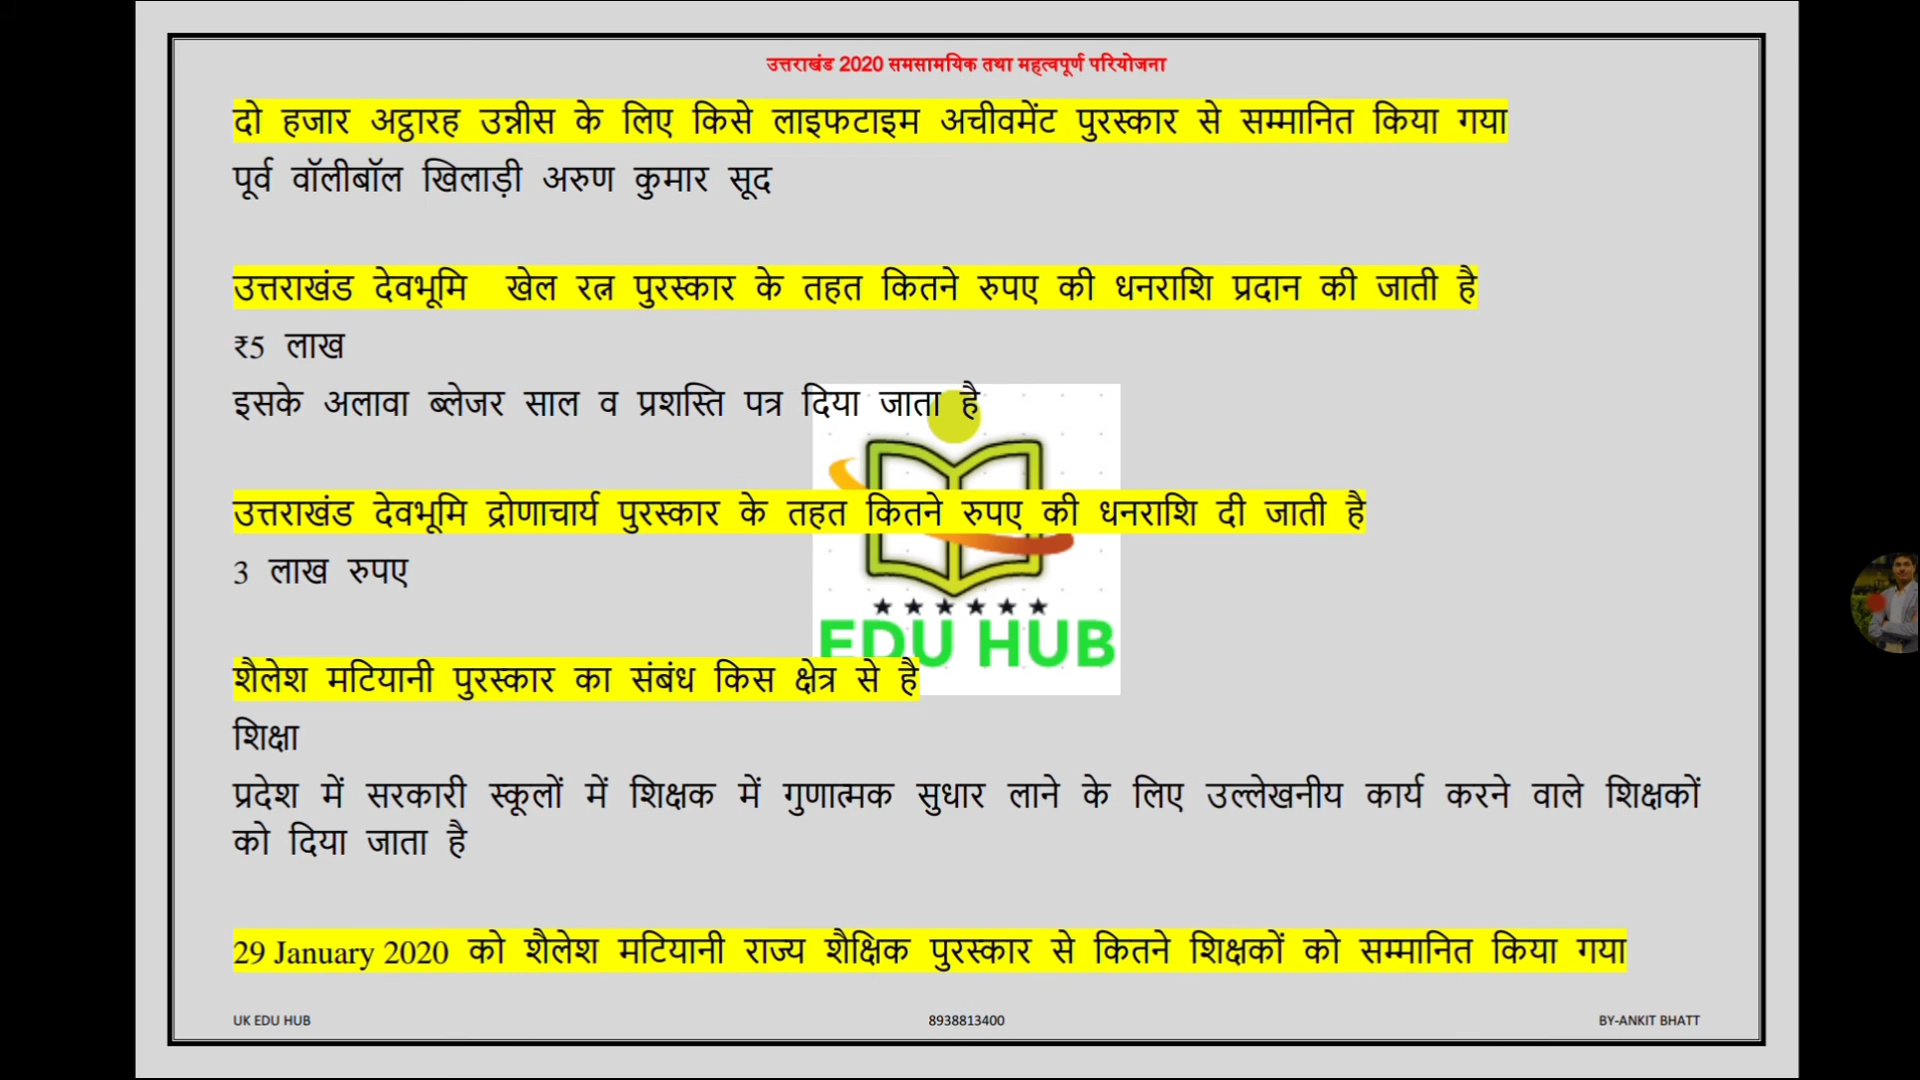 उत्तराखंड 2020 समसामयिक तथा महत्वपूर्ण परियोजना
दो हजार अट्ठारह उन्नीस के लिए किसे लाइफटाइम अचीवमेंट पुरस्कार से सम्मानित किया गया
पूर्व वॉलीबॉल खिलाड़ी अरुण कुमार सूद
उत्तराखंड देवभूमि खेल रत्न पुरस्कार के तहत कितने रुपए की धनराशि प्रदान की जाती है
₹5 लाख
इसके अलावा ब्लेजर साल व प्रशस्ति पत्र दिया जाता है
उत्तराखंड देवभूमि द्रोणाचार्य पुरस्कार के तहत कितने रुपए की धनराशि दी जाती है
3 लाख रुपए
EDU HUB
शैलेश मटियानी पुरस्कार का संबंध किस क्षेत्र से है
शिक्षा
प्रदेश में सरकारी स्कूलों में शिक्षक में गुणात्मक सुधार लाने के लिए उल्लेखनीय कार्य करने वाले शिक्षकों
को दिया जाता है
29 January 2020 को शैलेश मटियानी राज्य शैक्षिक पुरस्कार से कितने शिक्षकों को सम्मानित किया गया
UK EDU HUB 8938813400 BY-ANKIT BHATT